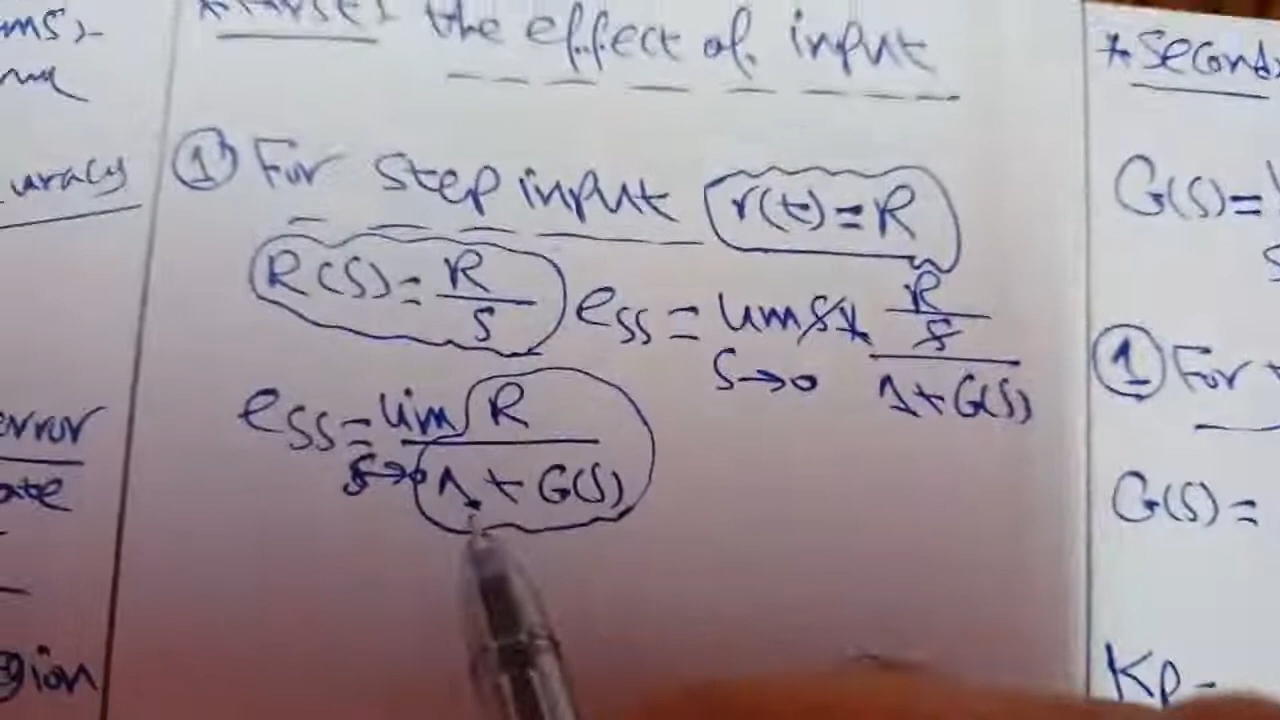 the effect of input
① For step input r(t) = R
R(S) = R/S
ess = lim S→0 S* (R/S)/(1+G(S))
ess = lim S→0 R/(1+G(S))
error
* Second
G(S) =
① For
G(S) =
Kp =